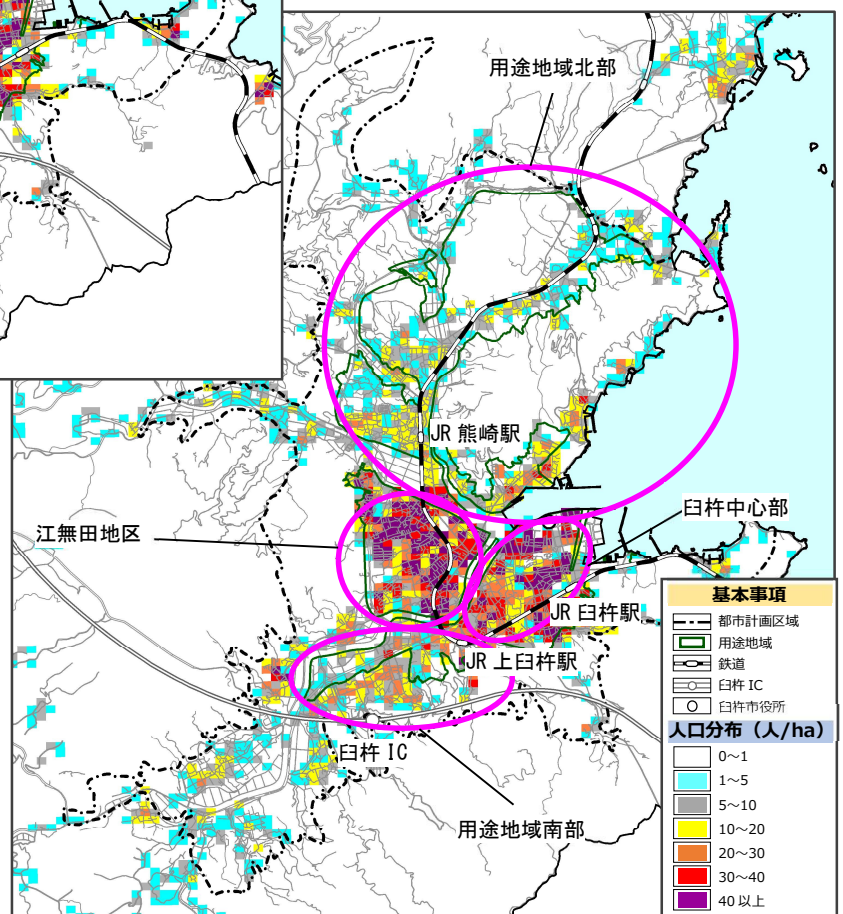 用途地域北部
JR 熊崎駅
臼杵中心部
江無田地区
JR 臼杵駅
JR 上臼杵駅
臼杵 IC
用途地域南部
基本事項
都市計画区域
用途地域
鉄道
臼杵 IC
臼杵市役所
人口分布（人/ha）
0～1
1～5
5～10
10～20
20～30
30～40
40 以上